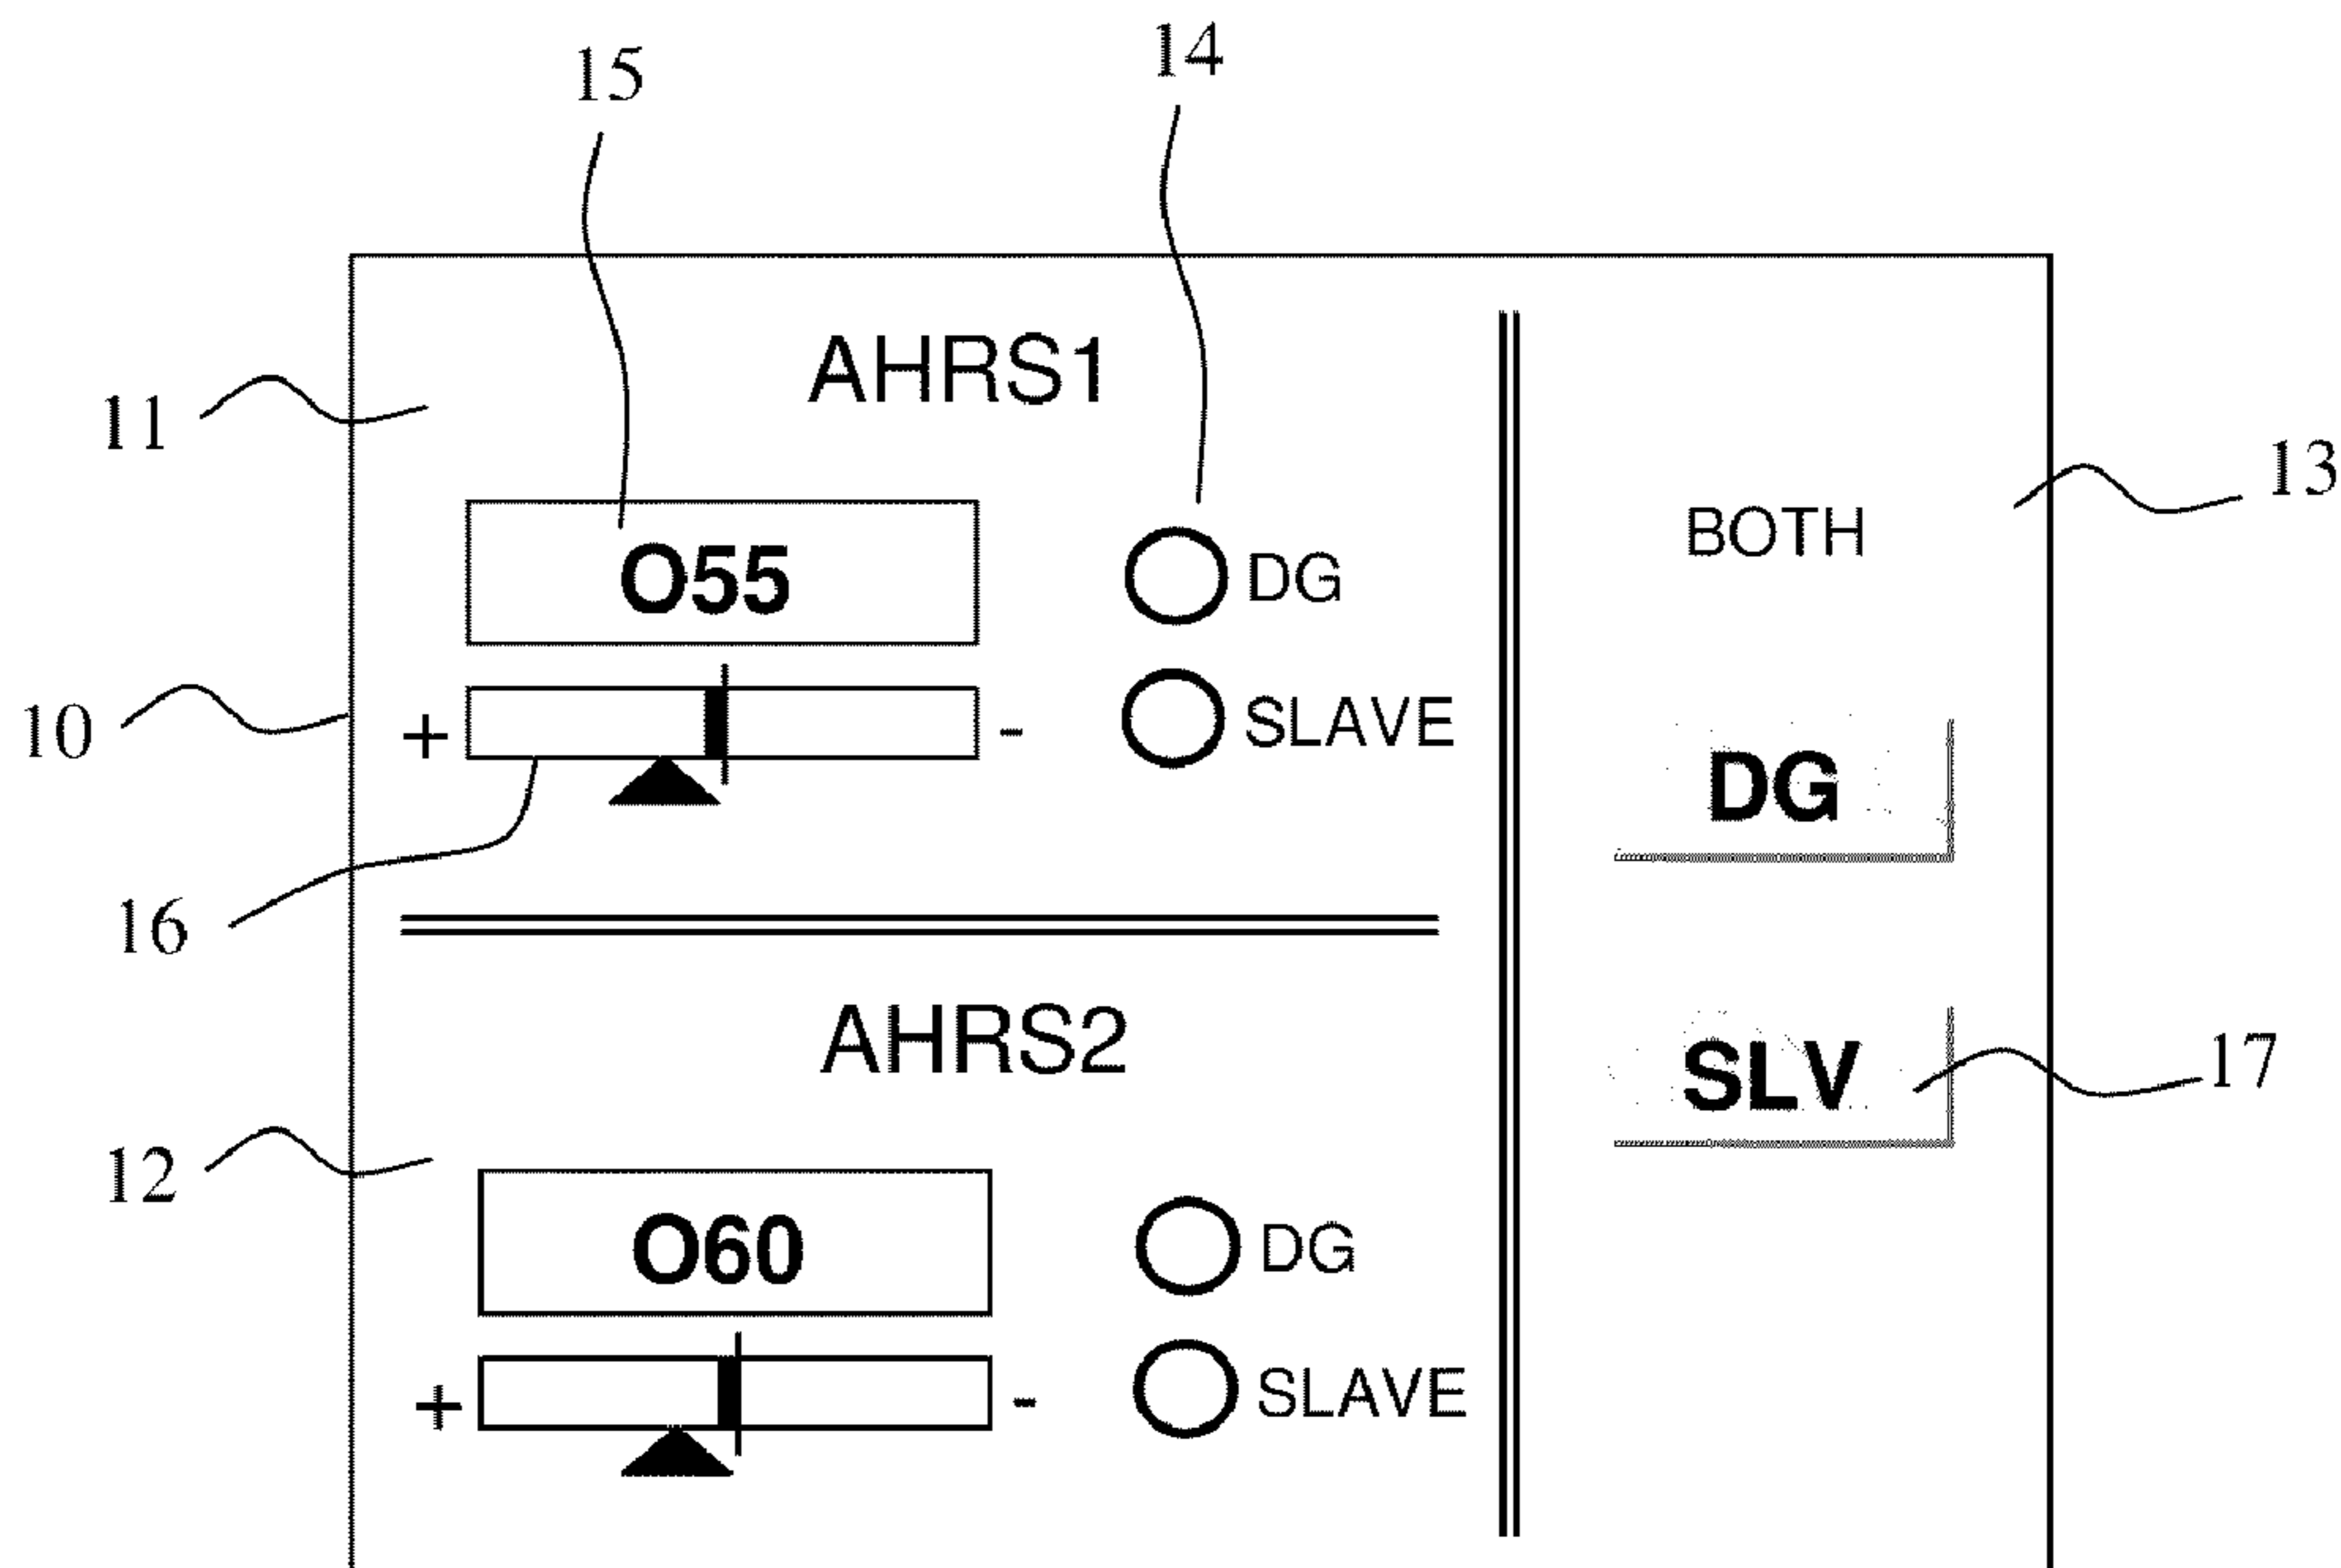 15
14
AHRS1
11
13
BOTH
O55
DG
10
+
-
SLAVE
DG
16
AHRS2
SLV
17
12
O60
DG
+
-
SLAVE